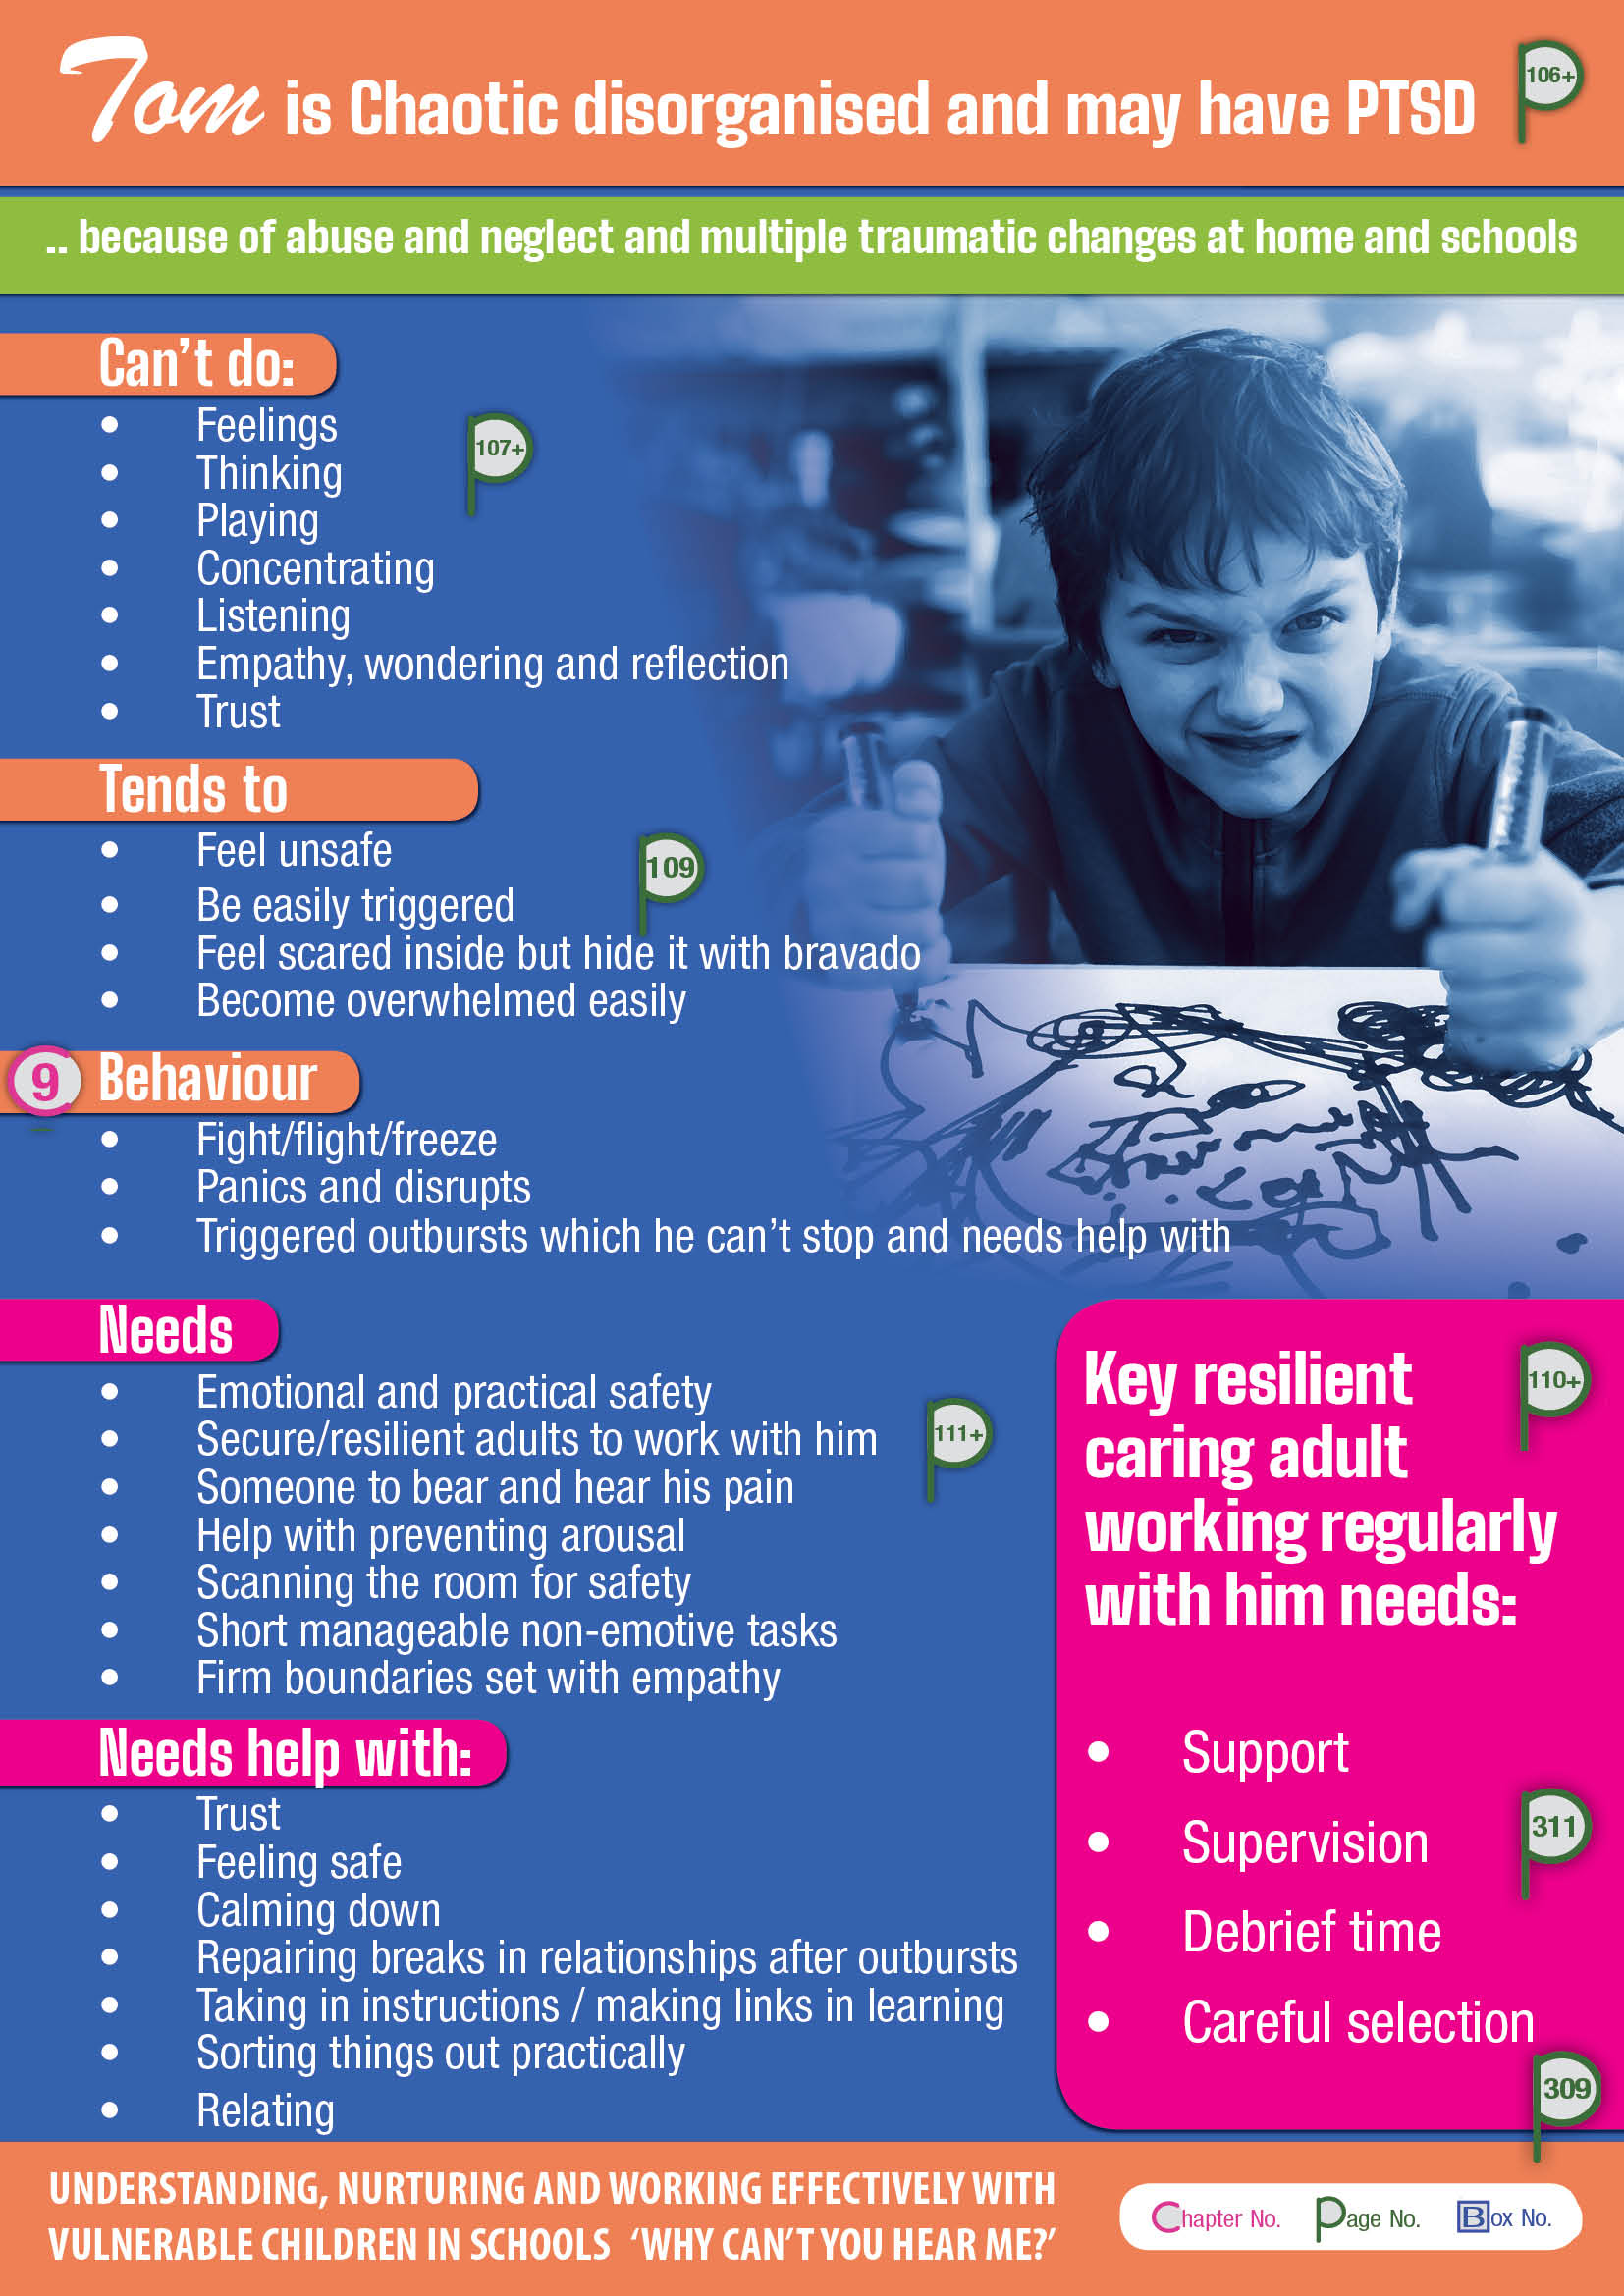 Tom is Chaotic disorganised and may have PTSD
106+
.. because of abuse and neglect and multiple traumatic changes at home and schools
Can't do:
• Feelings
107+
• Thinking
• Playing
• Concentrating
• Listening
• Empathy, wondering and reflection
• Trust
Tends to
• Feel unsafe
109
• Be easily triggered
• Feel scared inside but hide it with bravado
• Become overwhelmed easily
9
Behaviour
• Fight/flight/freeze
• Panics and disrupts
• Triggered outbursts which he can't stop and needs help with
Needs
• Emotional and practical safety
111+
• Secure/resilient adults to work with him
• Someone to bear and hear his pain
• Help with preventing arousal
• Scanning the room for safety
• Short manageable non-emotive tasks
• Firm boundaries set with empathy
Needs help with:
• Trust
• Feeling safe
• Calming down
• Repairing breaks in relationships after outbursts
• Taking in instructions / making links in learning
• Sorting things out practically
• Relating
Key resilient
110+
caring adult
working regularly
with him needs:
• Support
• Supervision
311
• Debrief time
• Careful selection
309
UNDERSTANDING, NURTURING AND WORKING EFFECTIVELY WITH
VULNERABLE CHILDREN IN SCHOOLS 'WHY CAN'T YOU HEAR ME?'
Chapter No. Page No. Box No.